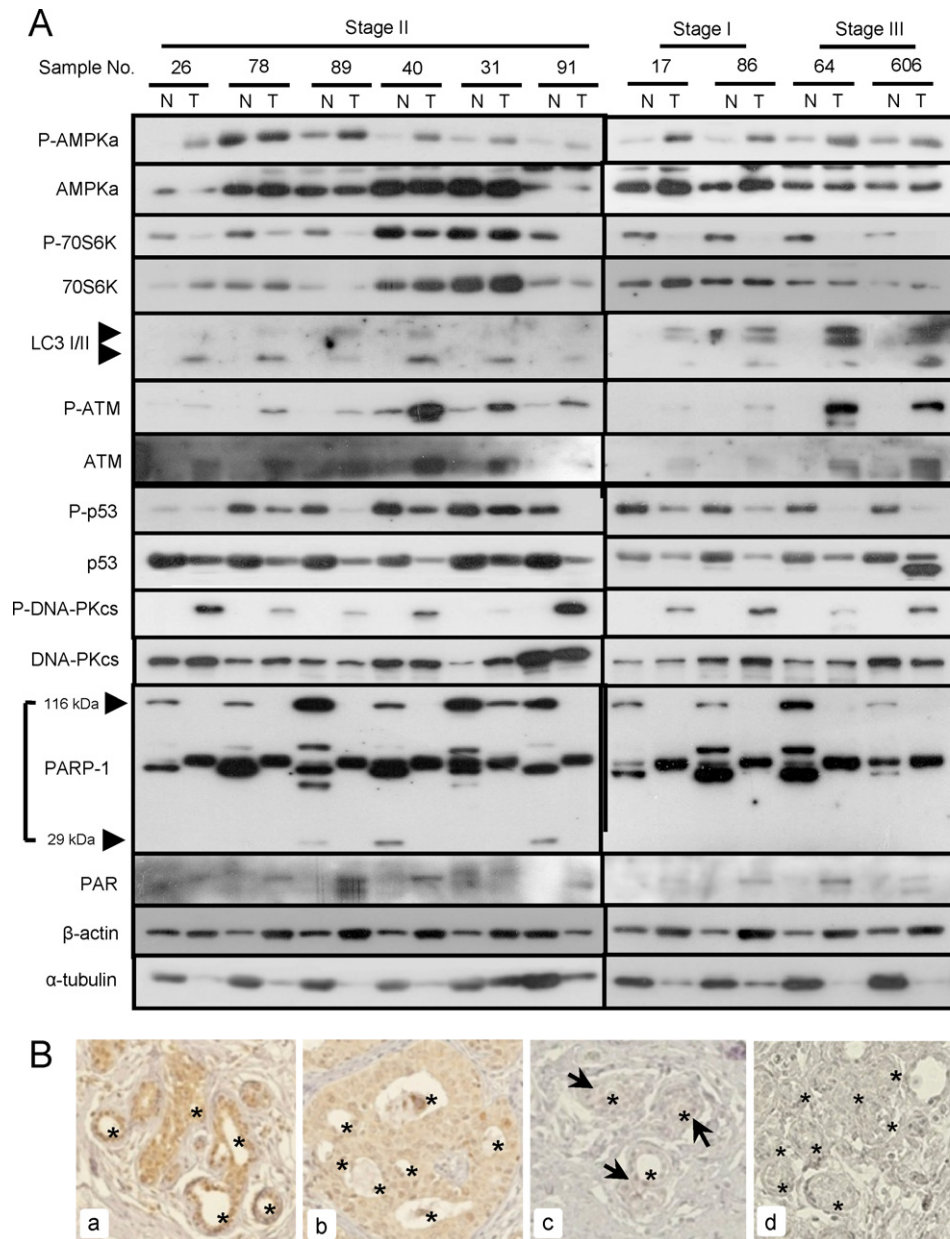 A
Stage II Stage I Stage III
Sample No. 26 78 89 40 31 91 17 86 64 606
N T N T N T N T N T N T N T N T N T N T
P-AMPKa
AMPKa
P-70S6K
70S6K
LC3 I/II
P-ATM
ATM
P-p53
p53
P-DNA-PKcs
DNA-PKcs
116 kDa
PARP-1
29 kDa
PAR
β-actin
α-tubulin
B
a b c d